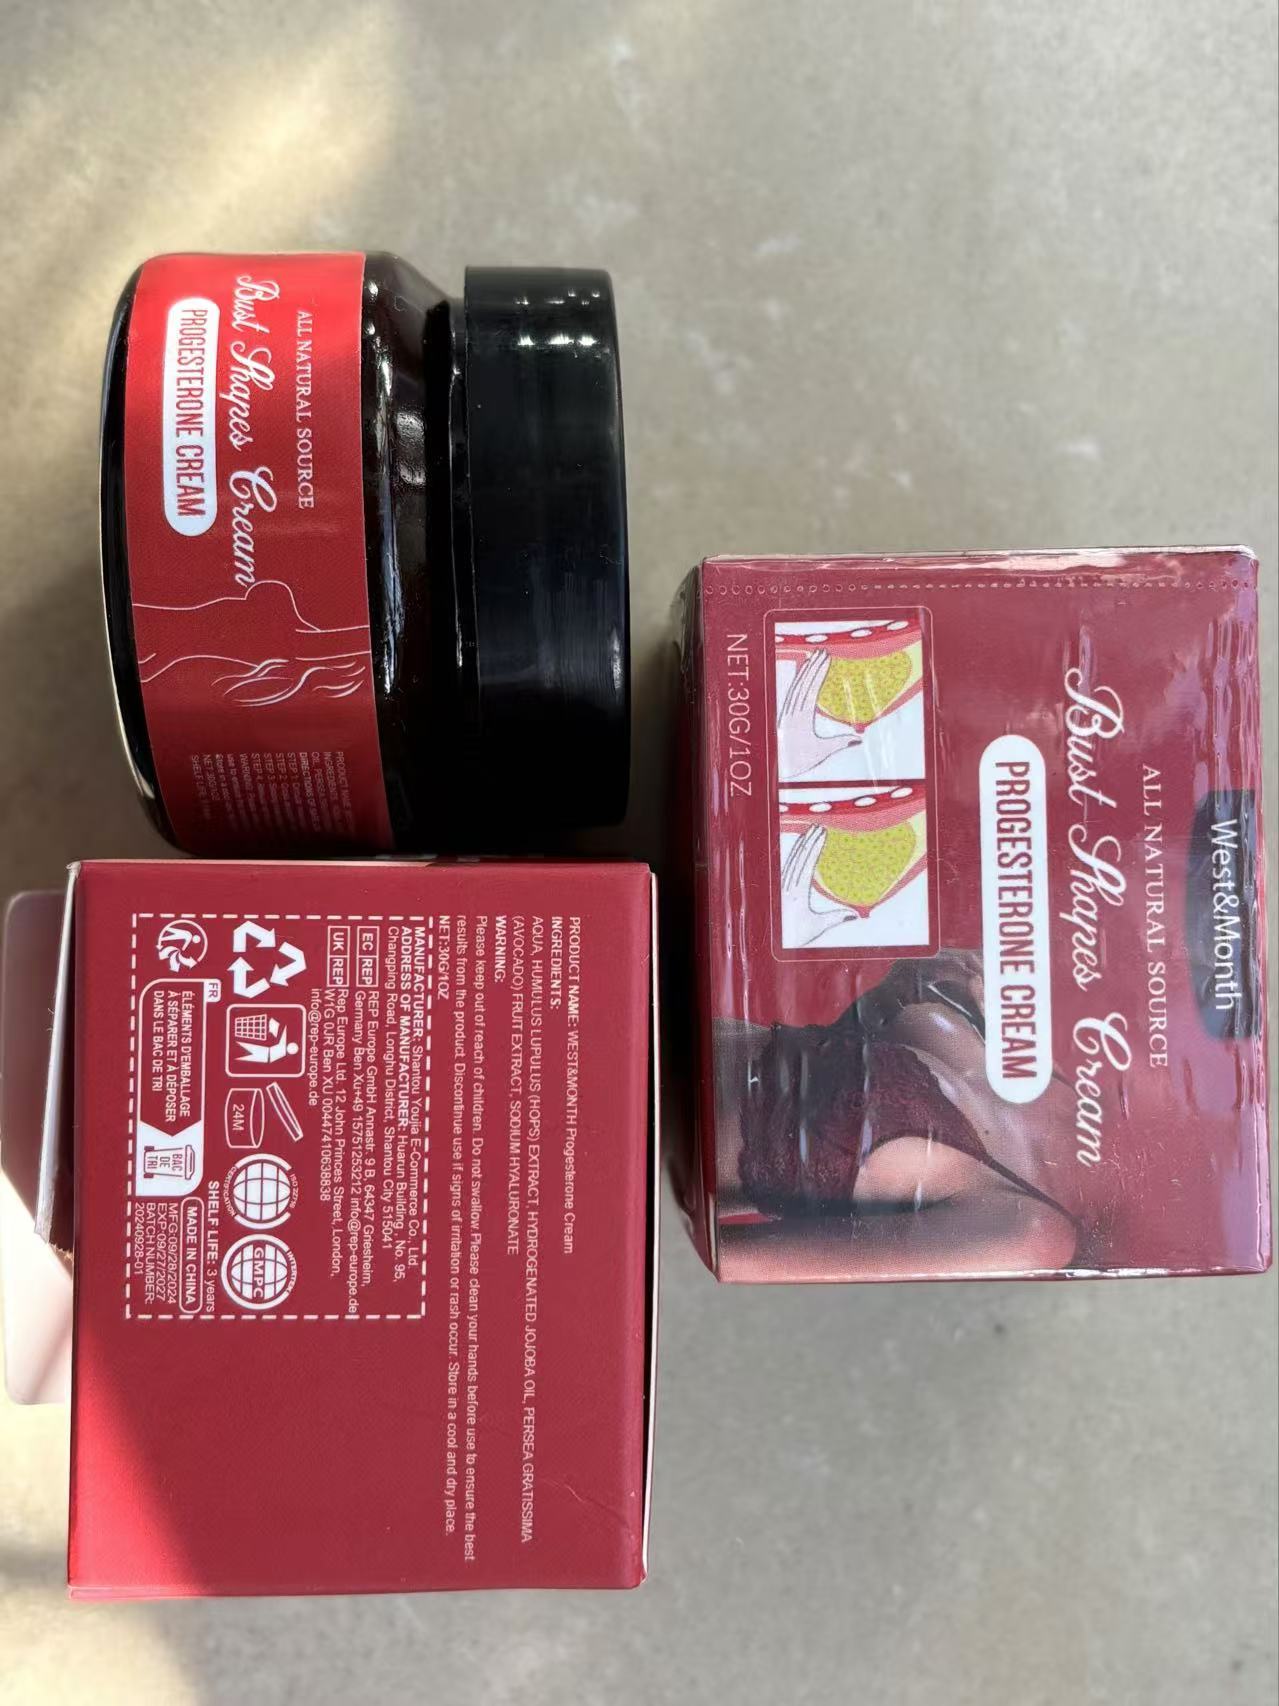 ALL NATURAL SOURCE
Bust Shapes Cream
PROGESTERONE CREAM
PRODUCT NAME
INGREDIENTS
West&Month
ALL NATURAL SOURCE
Bust Shapes Cream
PROGESTERONE CREAM
NET:30G/1OZ
PRODUCT NAME: WEST&MONTH Progesterone Cream
INGREDIENTS:
AQUA, HUMULUS LUPULUS (HOPS) EXTRACT, HYDROGENATED JOJOBA OIL, PERSEA GRATISSIMA
(AVOCADO) FRUIT EXTRACT, SODIUM HYALURONATE
WARNING:
Please keep out of reach of children. Do not swallow. Please clean your hands before use to ensure the best
results from the product. Discontinue use if signs of irritation or rash occur. Store in a cool and dry place.
NET:30G/1OZ
MANUFACTURER: Shantou Youjia E-Commerce Co., Ltd.
ADDRESS OF MANUFACTURER: Huarun Building, No. 95,
Changping Road, Longhu District, Shantou City 515041
EC REP REP Europe GmbH Annastr. 9 B, 64347 Griesheim,
Germany Ben Xu+49 15751253212 info@rep-europe.de
UK REP Rep Europe Ltd. 12 John Princes Street, London,
W1G 0JR Ben XU 00447410638838
info@rep-europe.de
24M
GMPC
FR
ÉLÉMENTS D'EMBALLAGE
À SÉPARER ET À DÉPOSER
DANS LE BAC DE TRI
BAC
DE
TRI
SHELF LIFE: 3 years
MADE IN CHINA
MFG:09/28/2024
EXP:09/27/2027
BATCH NUMBER:
20240928-01